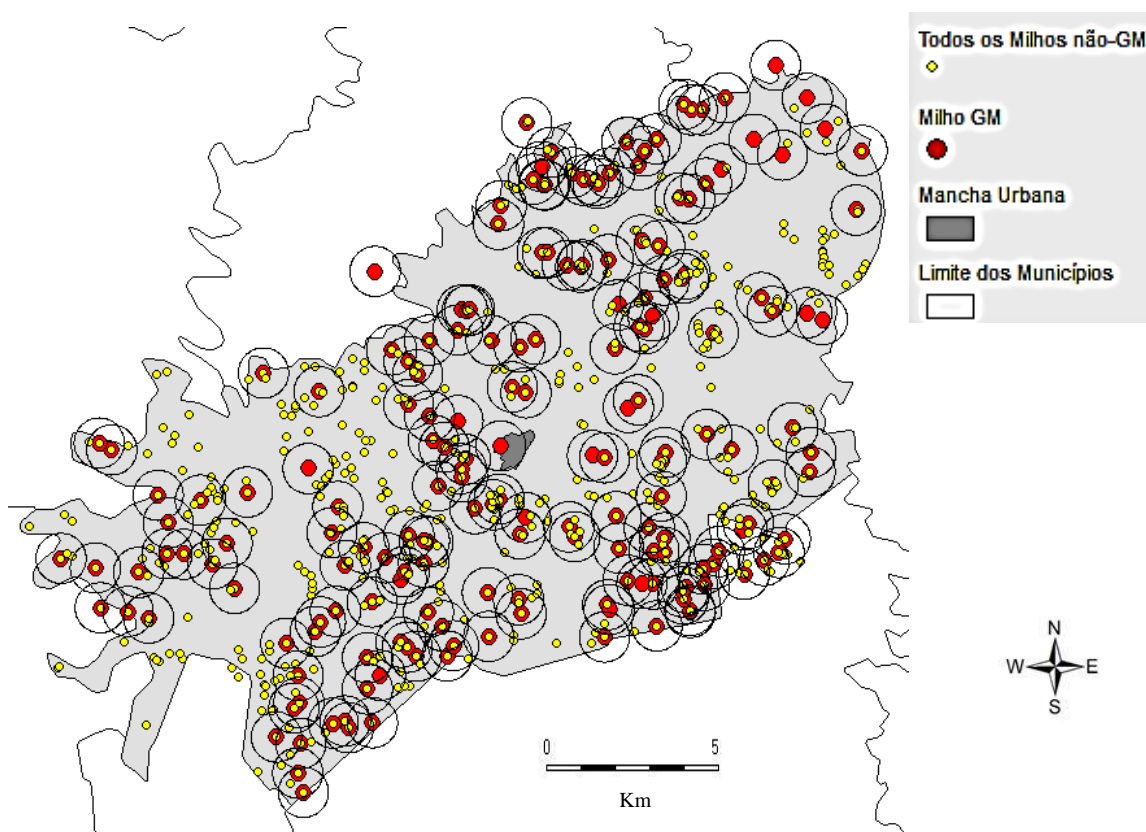 Todos os Milhos não-GM
Milho GM
Mancha Urbana
Limite dos Municípios
N
W E
S
0 5
Km